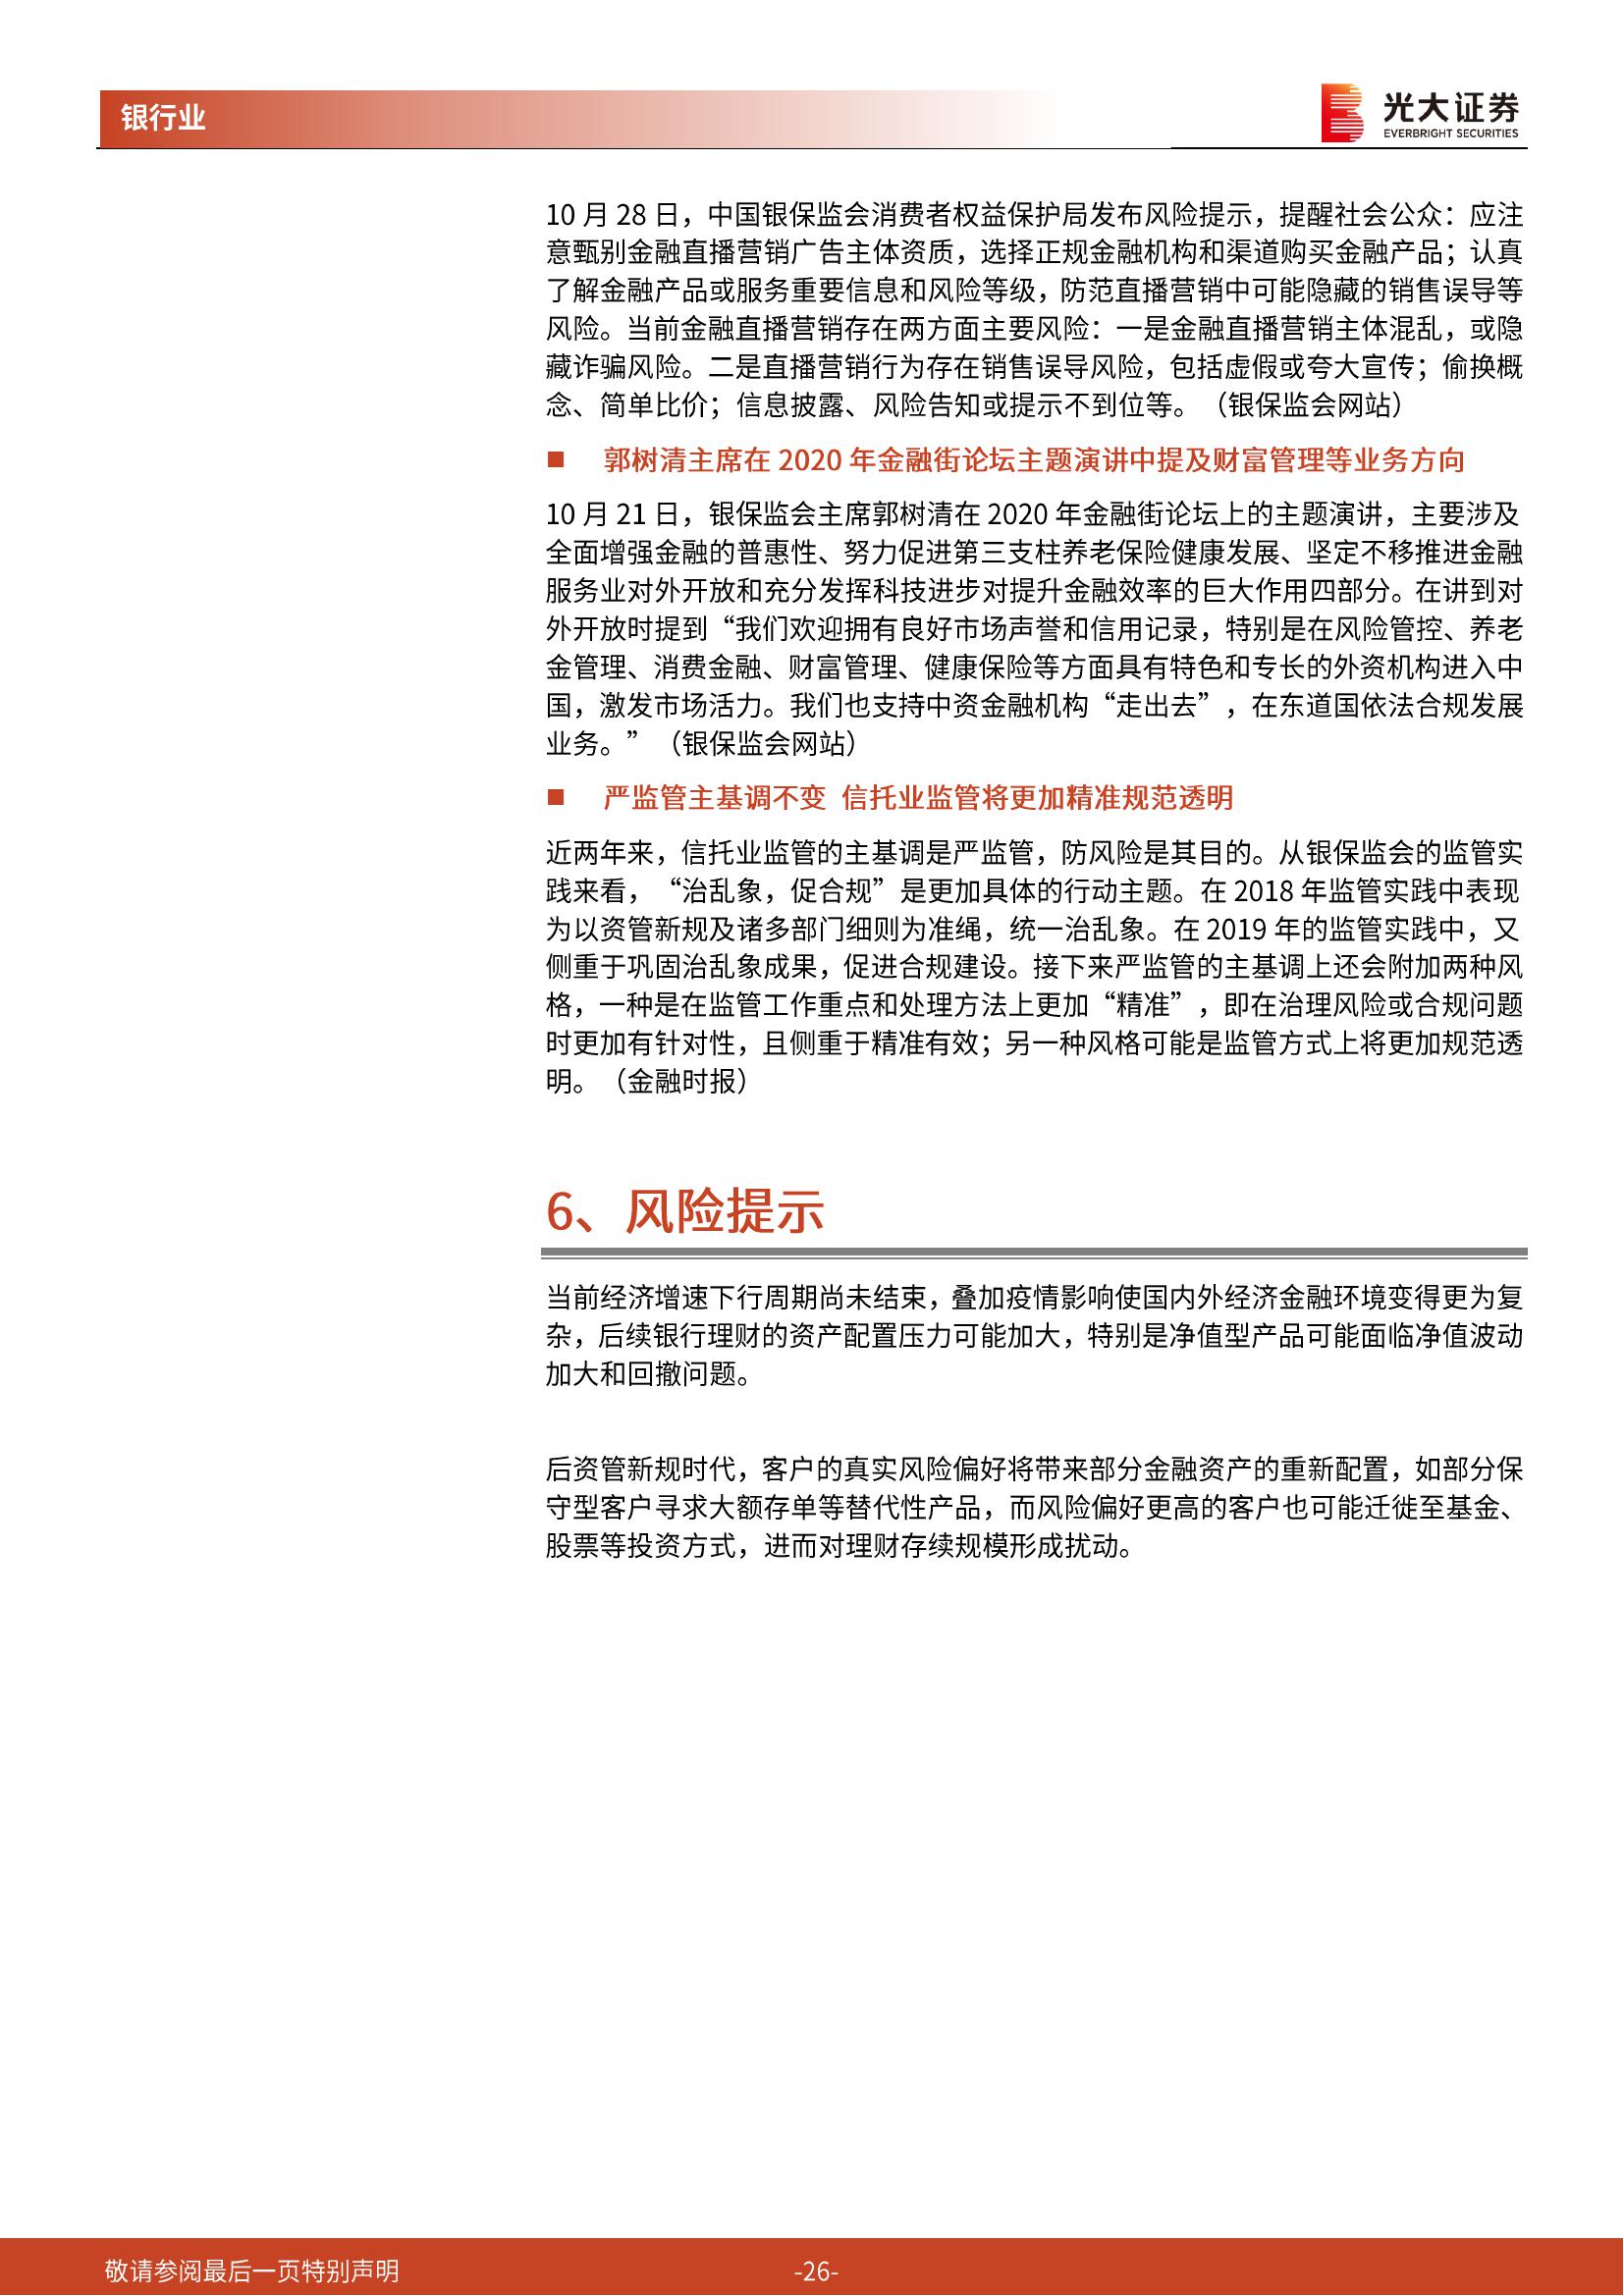 银行业
光大证券
EVERBRIGHT SECURITIES
10 月 28 日，中国银保监会消费者权益保护局发布风险提示，提醒社会公众：应注
意甄别金融直播营销广告主体资质，选择正规金融机构和渠道购买金融产品；认真
了解金融产品或服务重要信息和风险等级，防范直播营销中可能隐藏的销售误导等
风险。当前金融直播营销存在两方面主要风险：一是金融直播营销主体混乱，或隐
藏诈骗风险。二是直播营销行为存在销售误导风险，包括虚假或夸大宣传；偷换概
念、简单比价；信息披露、风险告知或提示不到位等。（银保监会网站）
■ 郭树清主席在 2020 年金融街论坛主题演讲中提及财富管理等业务方向
10 月 21 日，银保监会主席郭树清在 2020 年金融街论坛上的主题演讲，主要涉及
全面增强金融的普惠性、努力促进第三支柱养老保险健康发展、坚定不移推进金融
服务业对外开放和充分发挥科技进步对提升金融效率的巨大作用四部分。在讲到对
外开放时提到“我们欢迎拥有良好市场声誉和信用记录，特别是在风险管控、养老
金管理、消费金融、财富管理、健康保险等方面具有特色和专长的外资机构进入中
国，激发市场活力。我们也支持中资金融机构“走出去”，在东道国依法合规发展
业务。”（银保监会网站）
■ 严监管主基调不变 信托业监管将更加精准规范透明
近两年来，信托业监管的主基调是严监管，防风险是其目的。从银保监会的监管实
践来看，“治乱象，促合规”是更加具体的行动主题。在 2018 年监管实践中表现
为以资管新规及诸多部门细则为准绳，统一治乱象。在 2019 年的监管实践中，又
侧重于巩固治乱象成果，促进合规建设。接下来严监管的主基调上还会附加两种风
格，一种是在监管工作重点和处理方法上更加“精准”，即在治理风险或合规问题
时更加有针对性，且侧重于精准有效；另一种风格可能是监管方式上将更加规范透
明。（金融时报）
6、风险提示
当前经济增速下行周期尚未结束，叠加疫情影响使国内外经济金融环境变得更为复
杂，后续银行理财的资产配置压力可能加大，特别是净值型产品可能面临净值波动
加大和回撤问题。
后资管新规时代，客户的真实风险偏好将带来部分金融资产的重新配置，如部分保
守型客户寻求大额存单等替代性产品，而风险偏好更高的客户也可能迁徙至基金、
股票等投资方式，进而对理财存续规模形成扰动。
敬请参阅最后一页特别声明
-26-